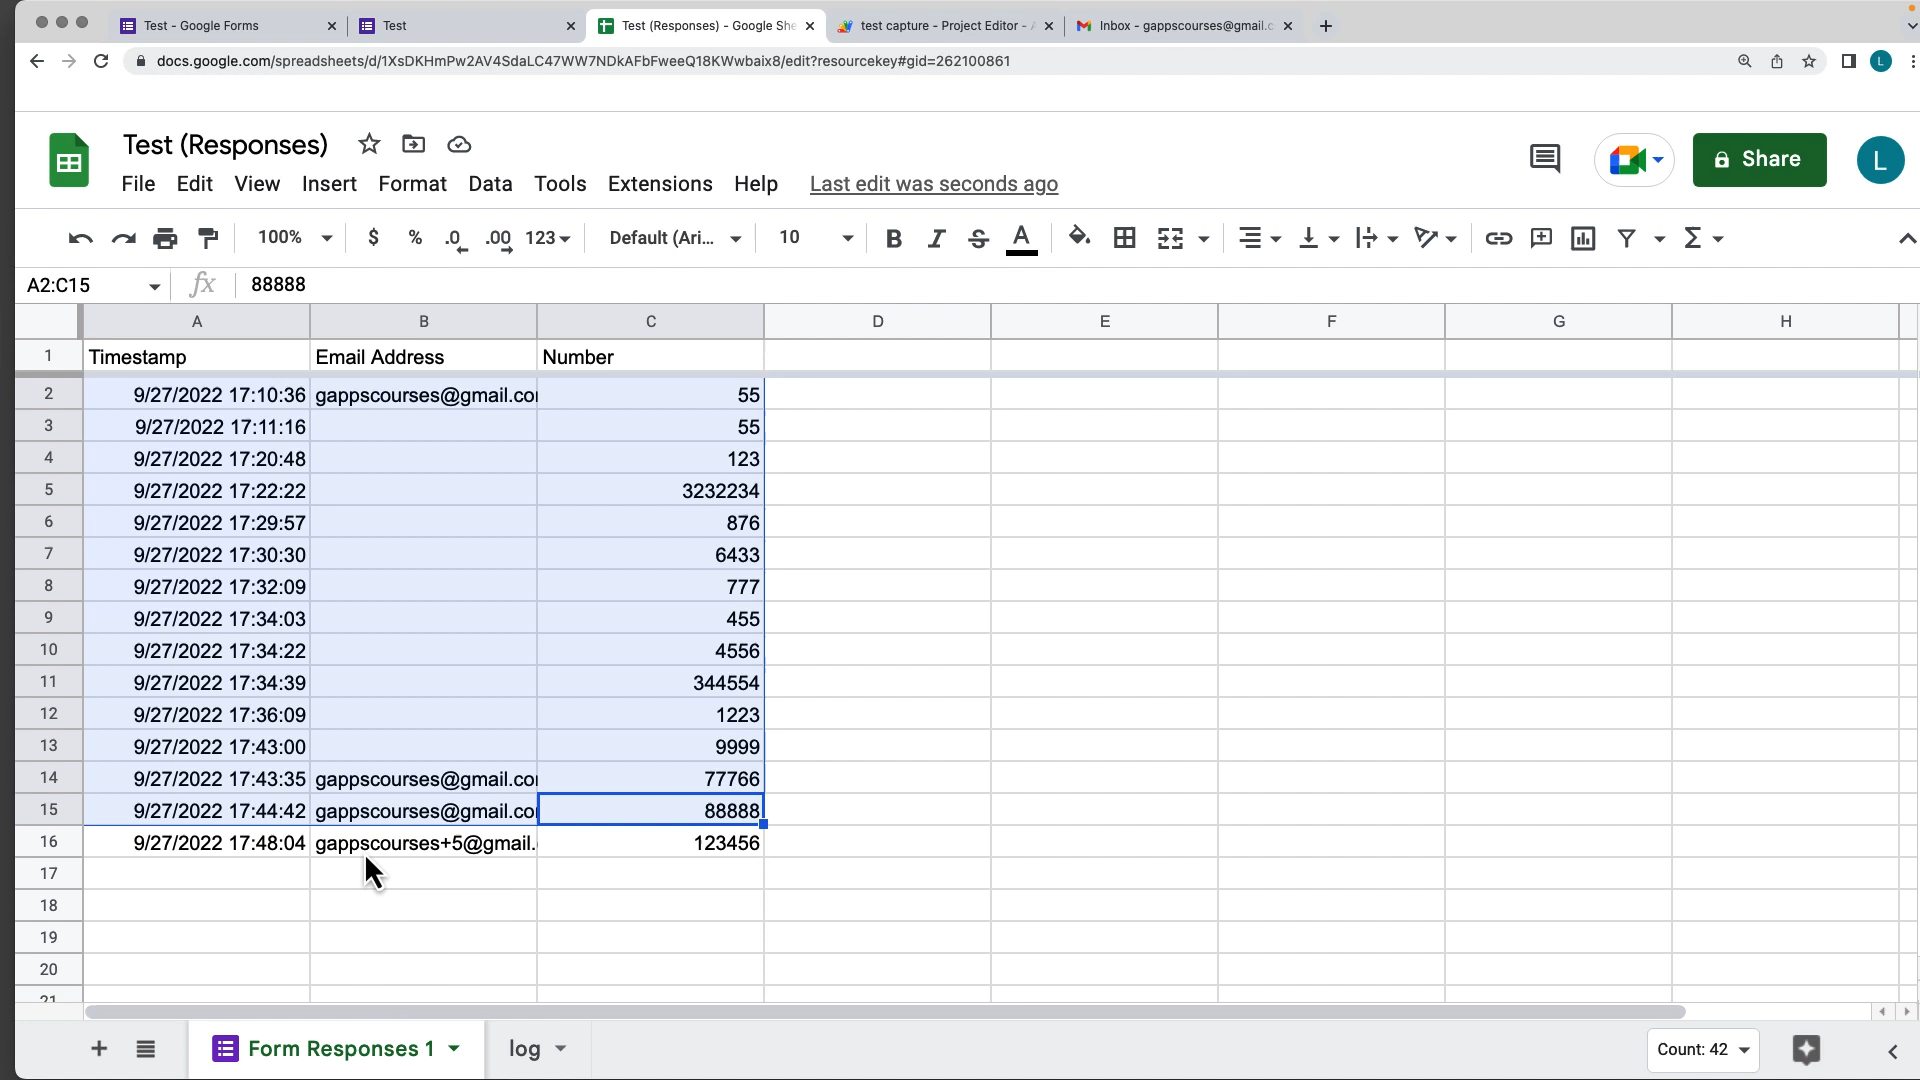 Test - Google Forms
Test
Test (Responses) - Google She
test capture - Project Editor - A
Inbox - gappscourses@gmail.c
docs.google.com/spreadsheets/d/1XsDKHmPw2AV4SdaLC47WW7NDkAFbFweeQ18KWwbaix8/edit?resourcekey#gid=262100861
L
Test (Responses)
Share
L
File Edit View Insert Format Data Tools Extensions Help Last edit was seconds ago
100% $ % .0 .00 123 Default (Ari... 10 B I S A Σ
A2:C15 fx 88888
A B C D E F G H
1 Timestamp Email Address Number
2 9/27/2022 17:10:36 gappscourses@gmail.co 55
3 9/27/2022 17:11:16 55
4 9/27/2022 17:20:48 123
5 9/27/2022 17:22:22 3232234
6 9/27/2022 17:29:57 876
7 9/27/2022 17:30:30 6433
8 9/27/2022 17:32:09 777
9 9/27/2022 17:34:03 455
10 9/27/2022 17:34:22 4556
11 9/27/2022 17:34:39 344554
12 9/27/2022 17:36:09 1223
13 9/27/2022 17:43:00 9999
14 9/27/2022 17:43:35 gappscourses@gmail.co 77766
15 9/27/2022 17:44:42 gappscourses@gmail.co 88888
16 9/27/2022 17:48:04 gappscourses+5@gmail. 123456
17
18
19
20
21
Form Responses 1 log Count: 42